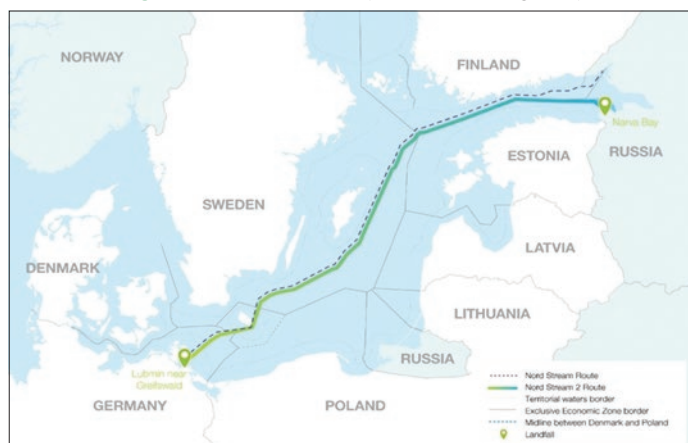 NORWAY
FINLAND
Narva Bay
ESTONIA
RUSSIA
SWEDEN
LATVIA
DENMARK
LITHUANIA
RUSSIA
Lubmin near
Greifswald
GERMANY
POLAND
Nord Stream Route
Nord Stream 2 Route
Territorial waters border
Exclusive Economic Zone border
Midline between Denmark and Poland
Landfall